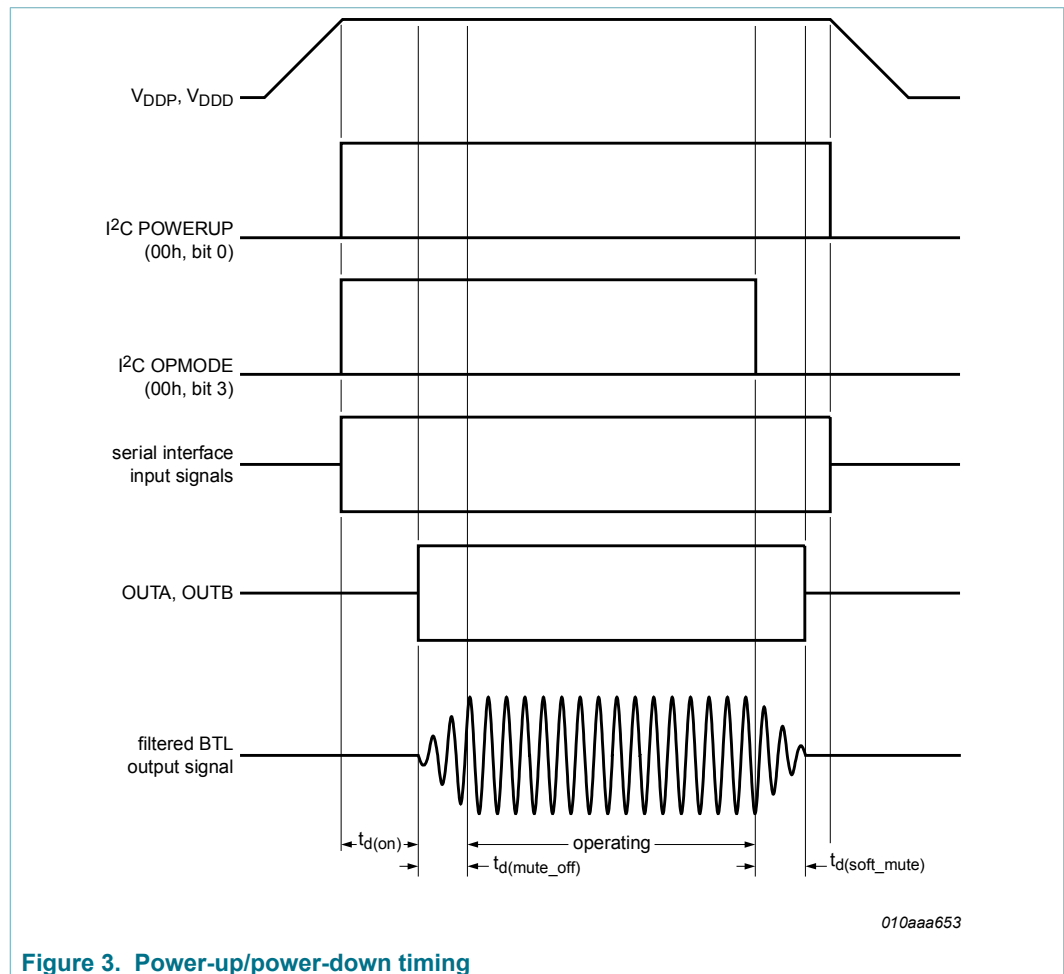 VDDP, VDDD
I2C POWERUP
(00h, bit 0)
I2C OPMODE
(00h, bit 3)
serial interface
input signals
OUTA, OUTB
filtered BTL
output signal
td(on)
operating
td(mute_off)
td(soft_mute)
010aaa653
Figure 3. Power-up/power-down timing